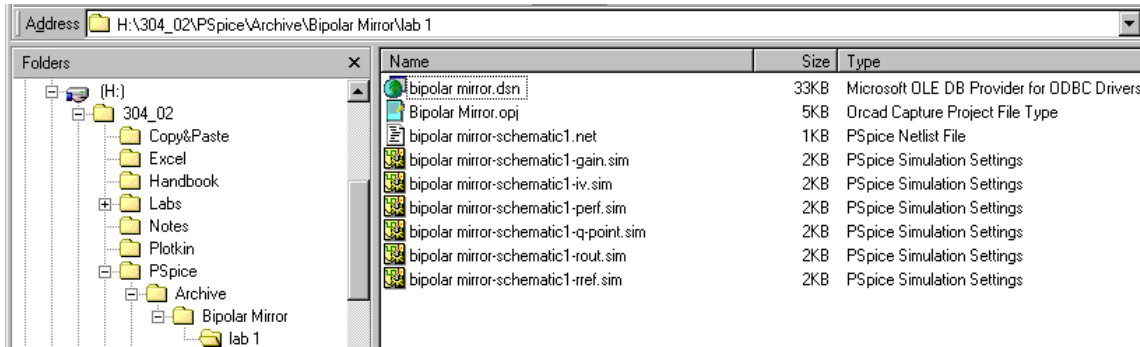 Address H:\304_02\PSpice\Archive\Bipolar Mirror\lab 1
Folders x
(H:)
304_02
Copy&Paste
Excel
Handbook
Labs
Notes
Plotkin
PSpice
Archive
Bipolar Mirror
lab 1
Name Size Type
bipolar mirror.dsn 33KB Microsoft OLE DB Provider for ODBC Drivers
Bipolar Mirror.opj 5KB Orcad Capture Project File Type
bipolar mirror-schematic1.net 1KB PSpice Netlist File
bipolar mirror-schematic1-gain.sim 2KB PSpice Simulation Settings
bipolar mirror-schematic1-iv.sim 2KB PSpice Simulation Settings
bipolar mirror-schematic1-perf.sim 2KB PSpice Simulation Settings
bipolar mirror-schematic1-q-point.sim 2KB PSpice Simulation Settings
bipolar mirror-schematic1-rout.sim 2KB PSpice Simulation Settings
bipolar mirror-schematic1-rref.sim 2KB PSpice Simulation Settings